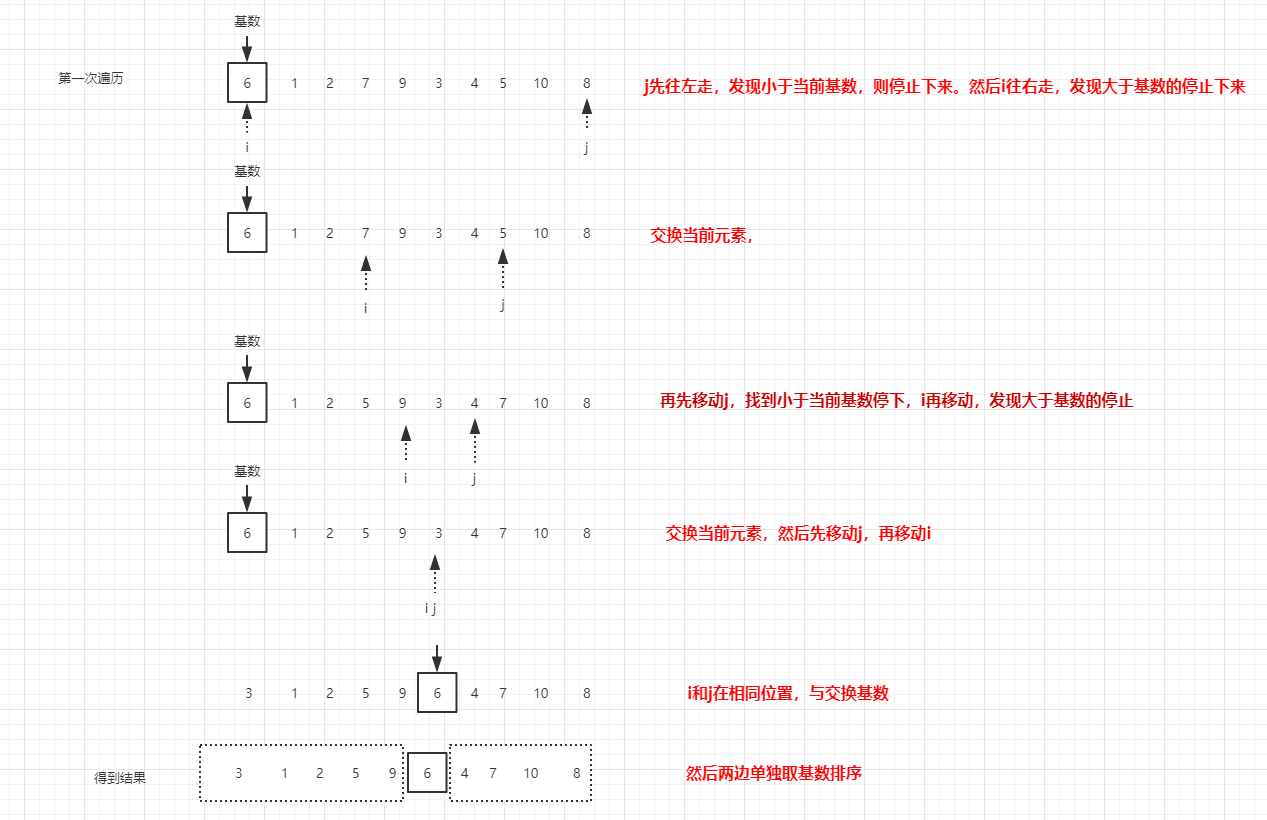 基数
第一次遍历
6 1 2 7 9 3 4 5 10 8
j先往左走，发现小于当前基数，则停止下来。然后i往右走，发现大于基数的停止下来
i j
基数
6 1 2 7 9 3 4 5 10 8
交换当前元素，
i j
基数
6 1 2 5 9 3 4 7 10 8
再先移动j，找到小于当前基数停下，i再移动，发现大于基数的停止
i j
基数
6 1 2 5 9 3 4 7 10 8
交换当前元素，然后先移动j，再移动i
i j
3 1 2 5 9 6 4 7 10 8
i和j在相同位置，与交换基数
得到结果
3 1 2 5 9 6 4 7 10 8
然后两边单独取基数排序